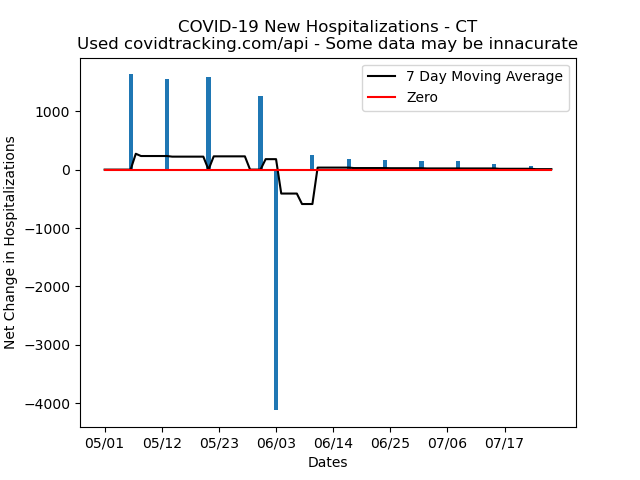 COVID-19 New Hospitalizations - CT
Used covidtracking.com/api - Some data may be innacurate
7 Day Moving Average
Zero
Net Change in Hospitalizations
1000
0
−1000
−2000
−3000
−4000
05/01 05/12 05/23 06/03 06/14 06/25 07/06 07/17
Dates